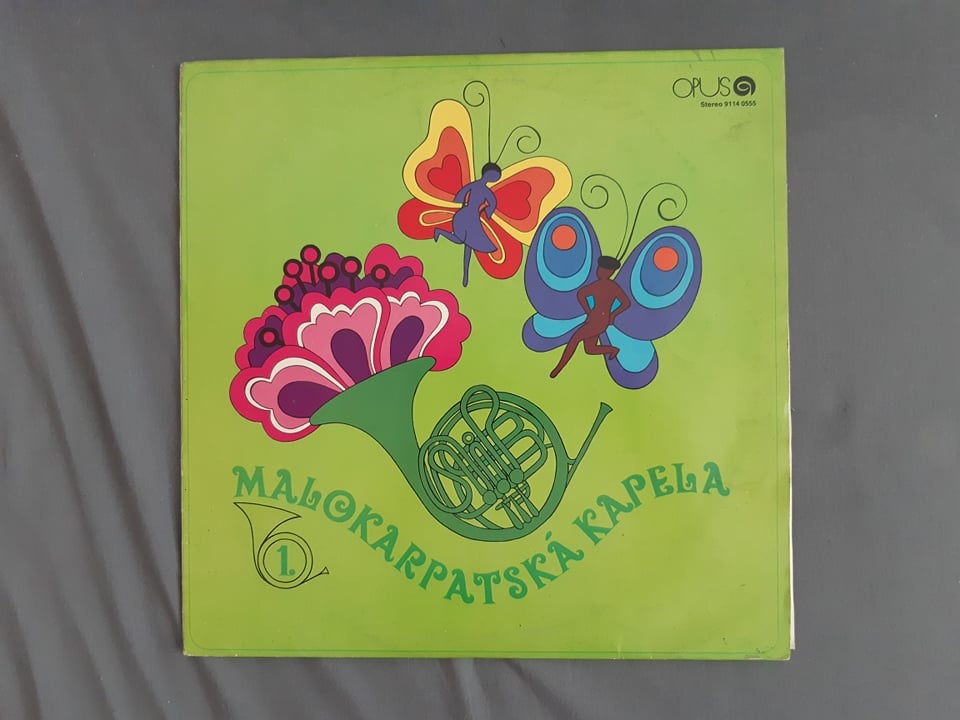 OPUS
Stereo 9114 0555
MALOKARPATSKÁ KAPELA
1.